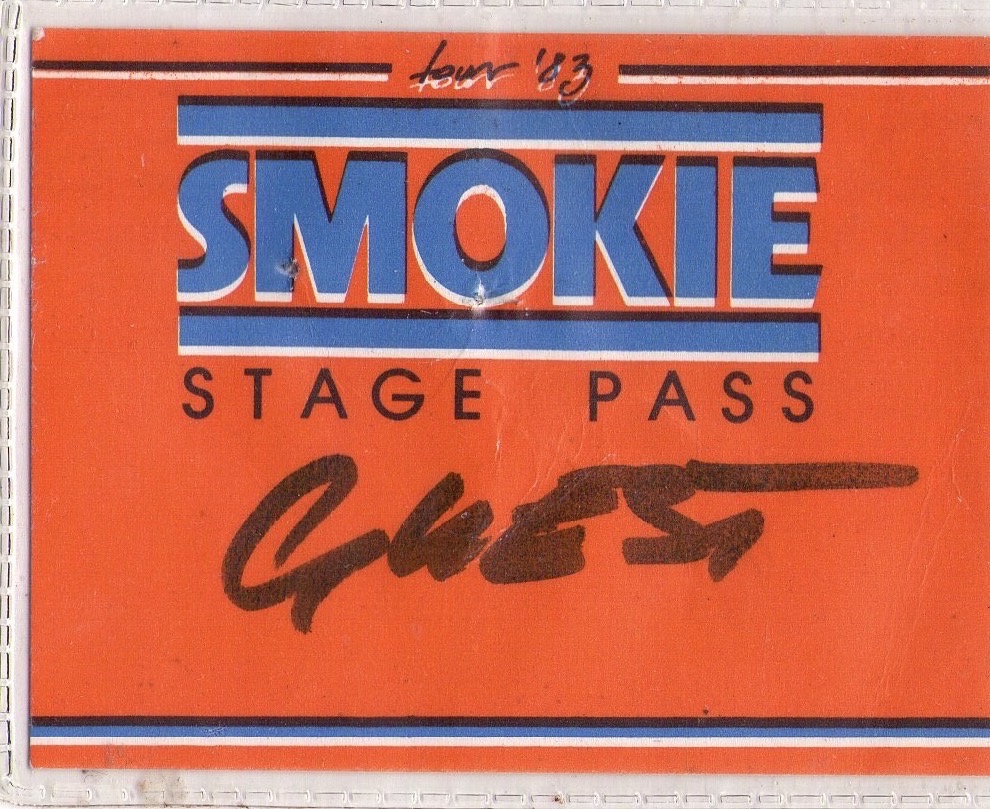 tour '83
SMOKIE
STAGE PASS
GUEST